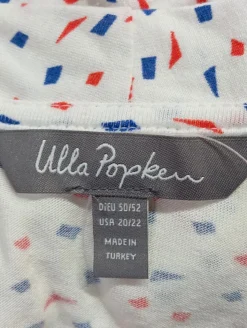 Ulla Popken
D|EU 50/52
USA 20/22
MADE IN
TURKEY